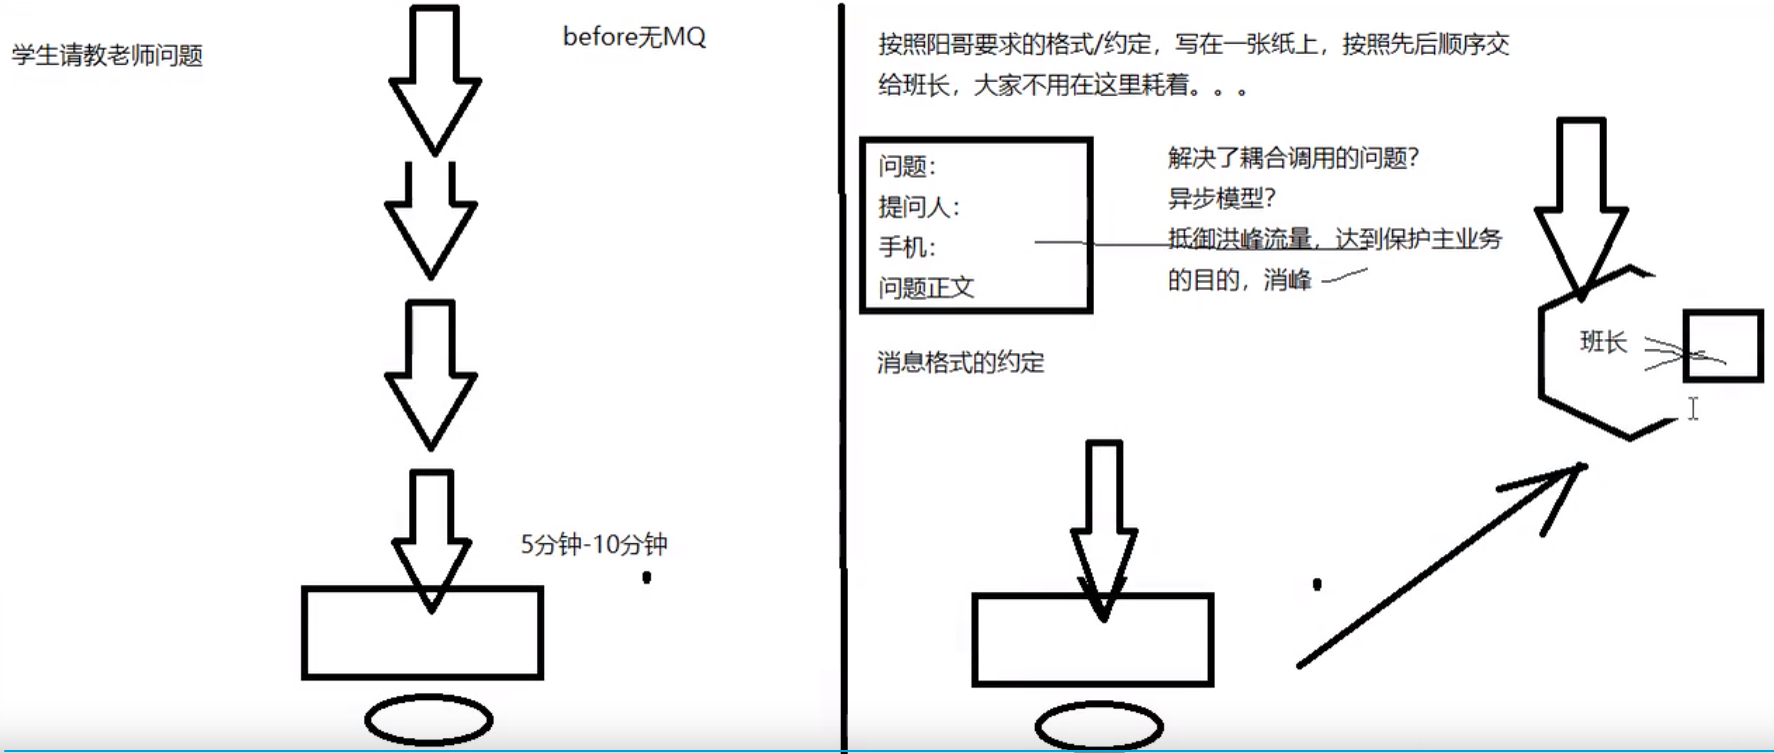 学生请教老师问题
before无MQ
5分钟-10分钟
按照阳哥要求的格式/约定，写在一张纸上，按照先后顺序交
给班长，大家不用在这里耗着。。。
问题：
提问人：
手机：
问题正文
解决了耦合调用的问题？
异步模型？
抵御洪峰流量，达到保护主业务
的目的，消峰
班长
消息格式的约定